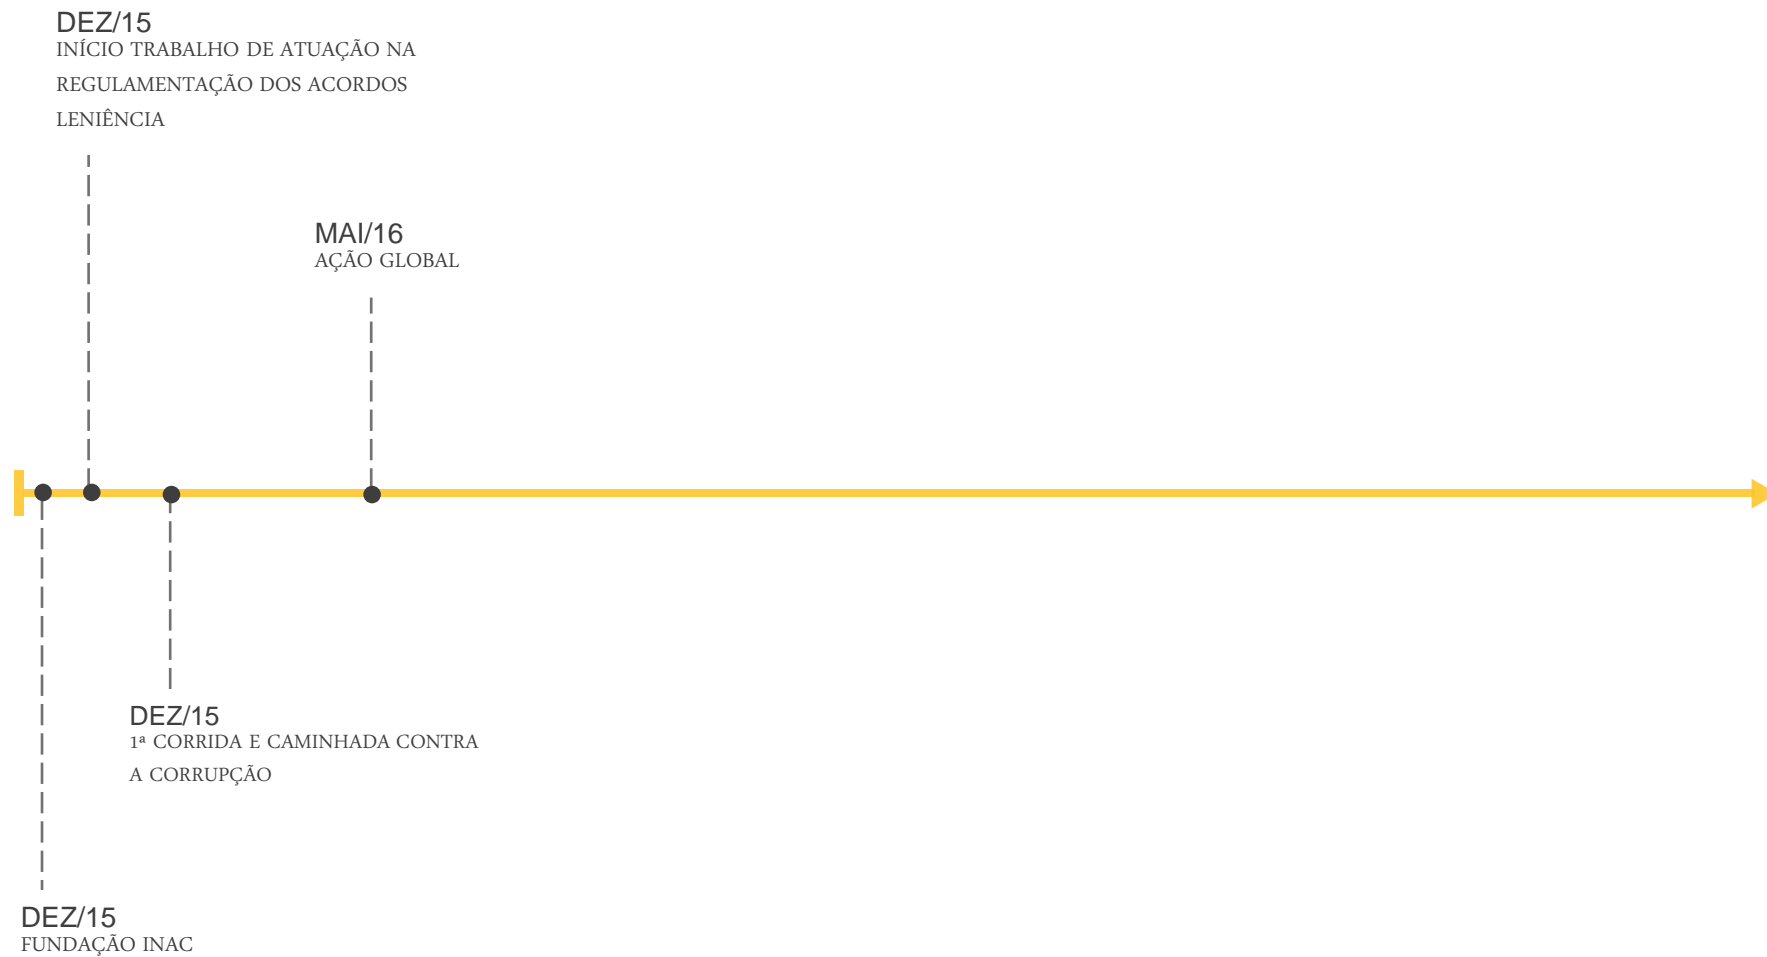 DEZ/15
INÍCIO TRABALHO DE ATUAÇÃO NA
REGULAMENTAÇÃO DOS ACORDOS
LENIÊNCIA
MAI/16
AÇÃO GLOBAL
DEZ/15
1ª CORRIDA E CAMINHADA CONTRA
A CORRUPÇÃO
DEZ/15
FUNDAÇÃO INAC